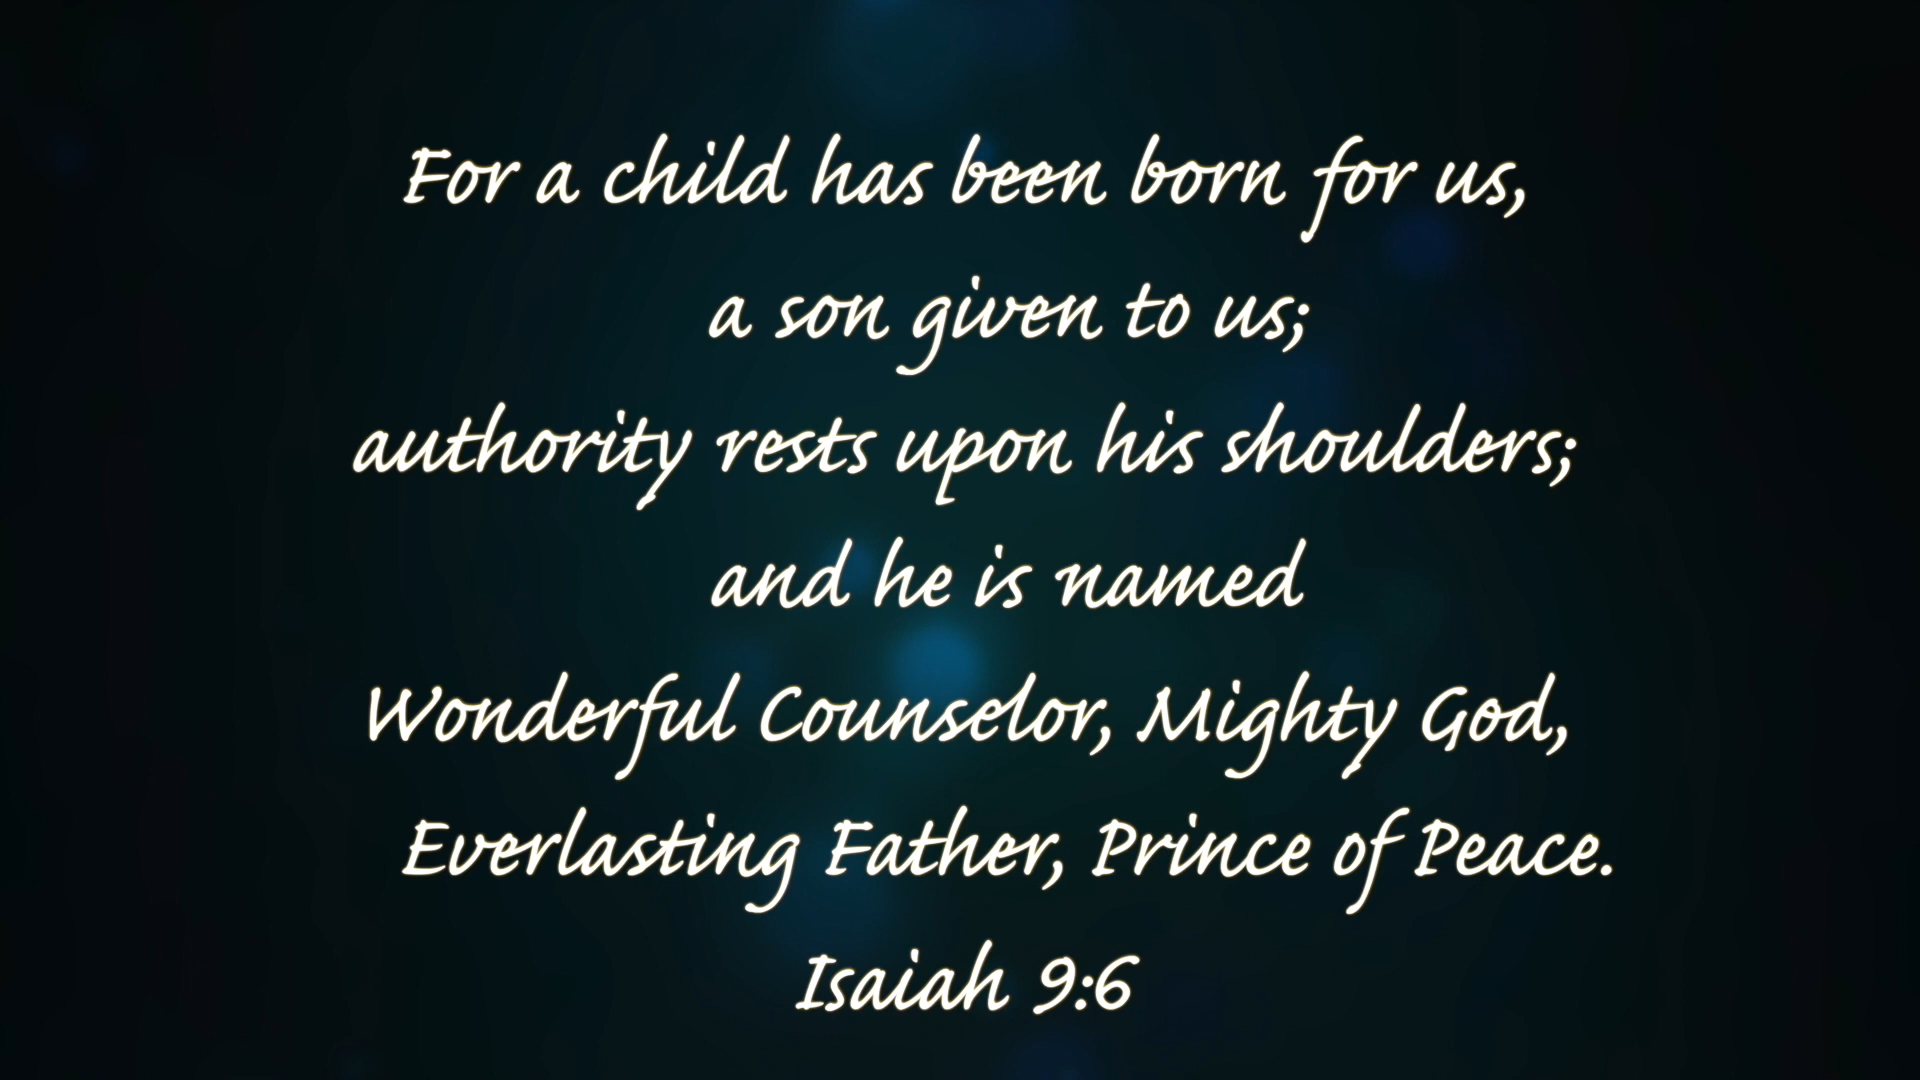 For a child has been born for us,
a son given to us;
authority rests upon his shoulders;
and he is named
Wonderful Counselor, Mighty God,
Everlasting Father, Prince of Peace.
Isaiah 9:6